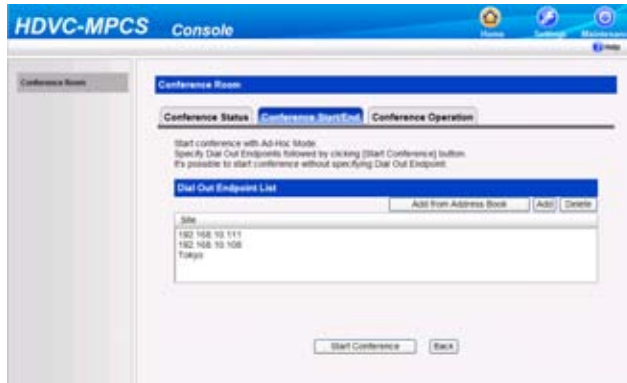 HDVC-MPCS Console
Home Settings Maintenance
Help
Conference Room
Conference Room
Conference Status Conference Start/End Conference Operation
Start conference with Ad-Hoc Mode.
Specify Dial Out Endpoints followed by clicking [Start Conference] button.
It's possible to start conference without specifying Dial Out Endpoint.
Dial Out Endpoint List
Add from Address Book Add Delete
Site
192.168.10.111
192.168.10.108
Tokyo
Start Conference Back